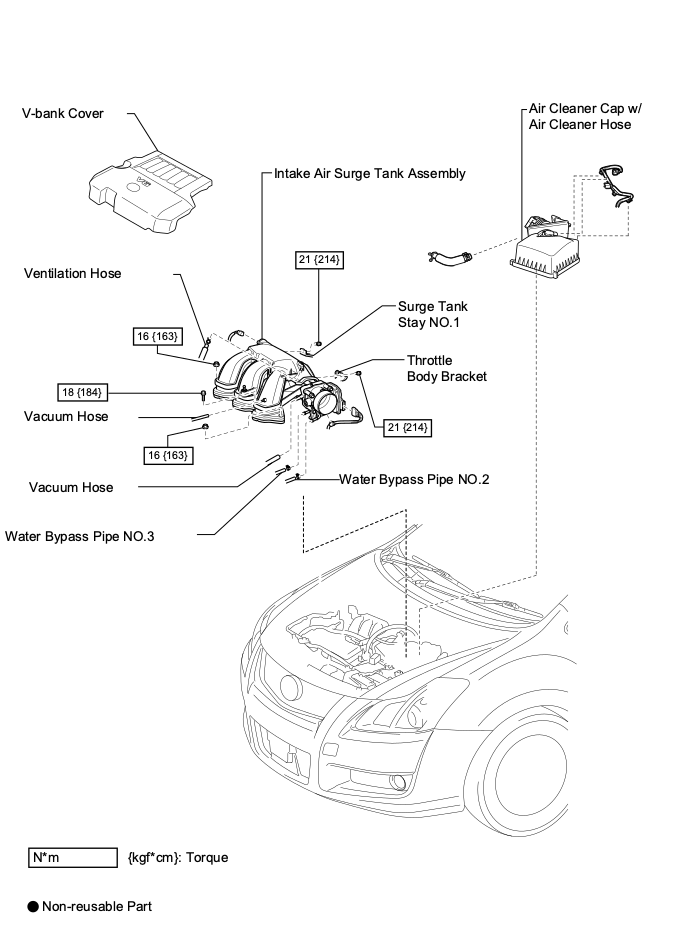 Air Cleaner Cap w/
Air Cleaner Hose
V-bank Cover
V6
Intake Air Surge Tank Assembly
21 {214}
Ventilation Hose
Surge Tank
Stay NO.1
16 {163}
Throttle
Body Bracket
18 {184}
Vacuum Hose
21 {214}
16 {163}
Vacuum Hose
Water Bypass Pipe NO.2
Water Bypass Pipe NO.3
N*m {kgf*cm}: Torque
Non-reusable Part